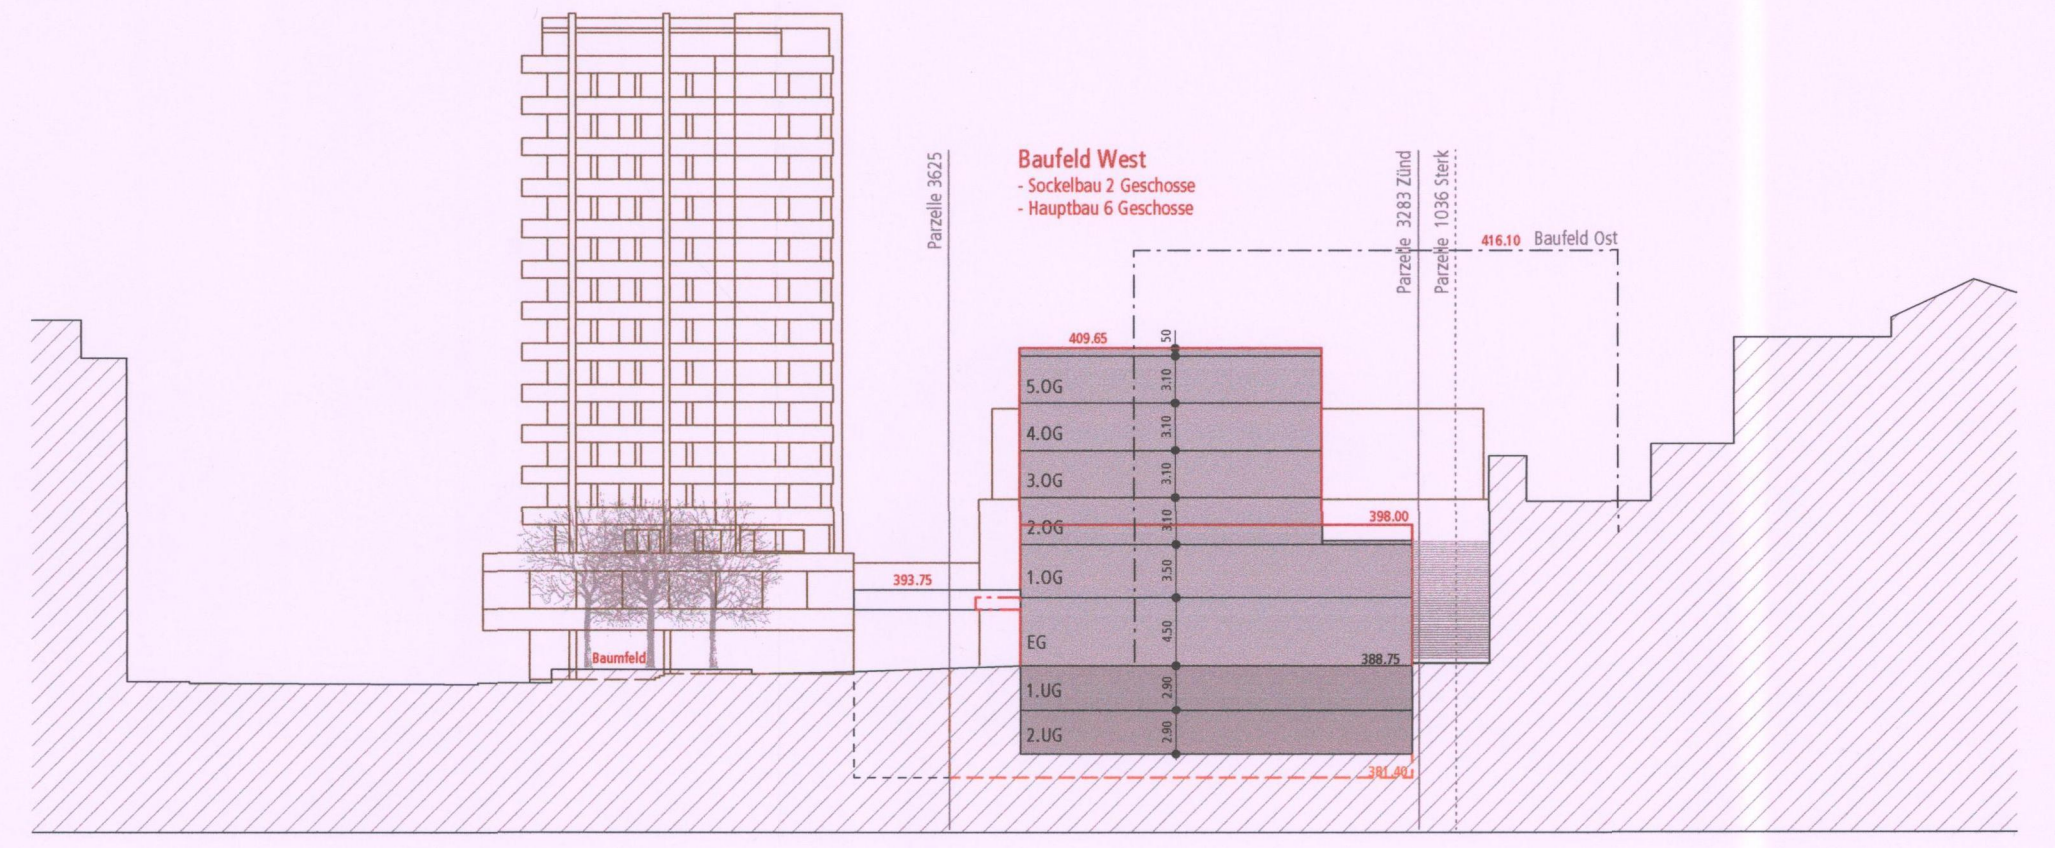 Baufeld West
- Sockelbau 2 Geschosse
- Hauptbau 6 Geschosse
Parzelle 3625
Parzelle 3283 Zünd
Parzelle 1036 Sterk
416.10 Baufeld Ost
409.65
50
5.OG 3.10
4.OG 3.10
3.OG 3.10
398.00
2.OG 3.10
1.OG 3.50
393.75
EG 4.50
388.75
Baumfeld
1.UG 2.90
2.UG 2.90
381.40